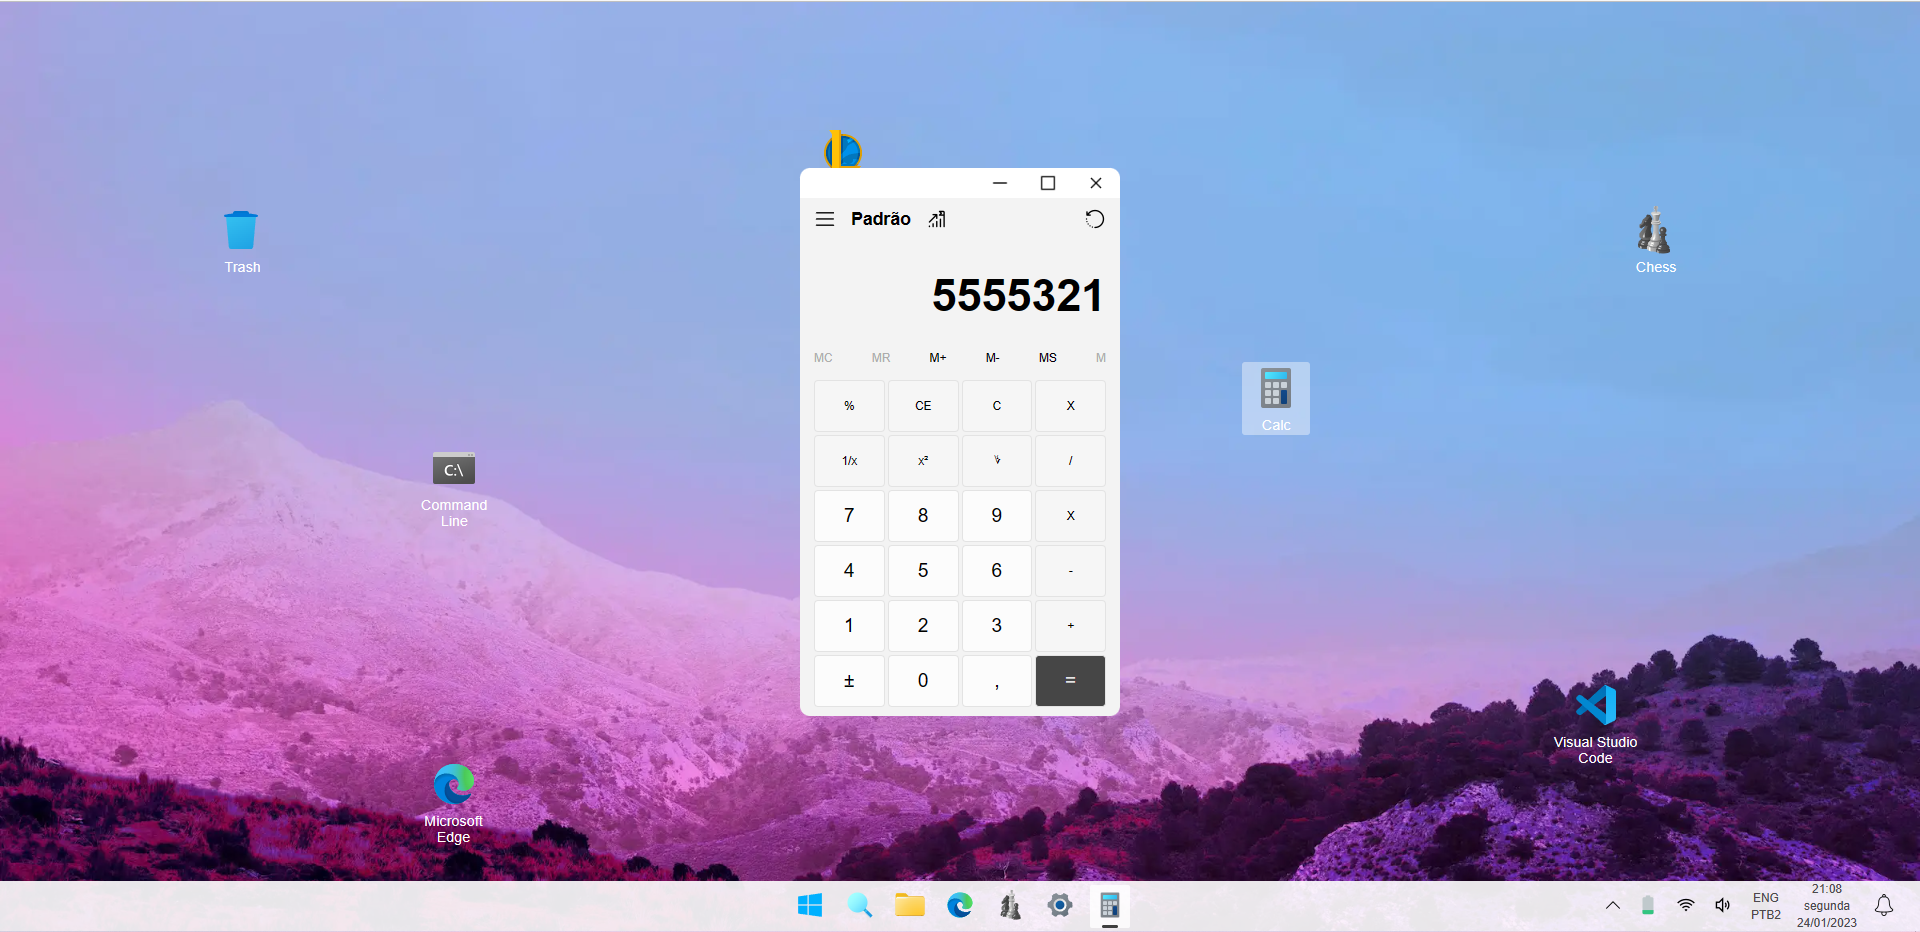 Trash
Chess
Padrão
5555321
MC MR M+ M- MS M
% CE C X
1/x x² /
7 8 9 X
4 5 6 -
1 2 3 +
± 0 , =
Calc
C:\
Command
Line
Visual Studio
Code
Microsoft
Edge
ENG
PTB2
21:08
segunda
24/01/2023